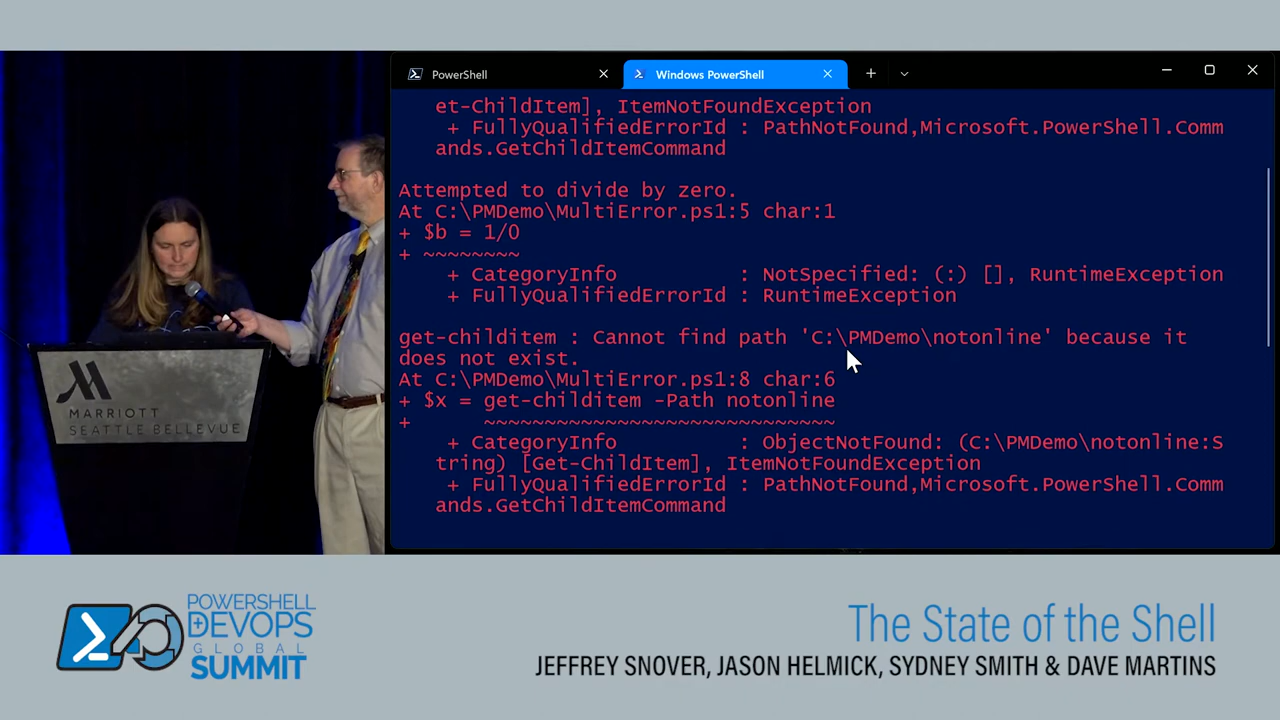 PowerShell
Windows PowerShell
et-ChildItem], ItemNotFoundException
+ FullyQualifiedErrorId : PathNotFound,Microsoft.PowerShell.Comm
ands.GetChildItemCommand
Attempted to divide by zero.
At C:\PMDemo\MultiError.ps1:5 char:1
+ $b = 1/0
+ ~~~~~~~~
+ CategoryInfo : NotSpecified: (:) [], RuntimeException
+ FullyQualifiedErrorId : RuntimeException
get-childitem : Cannot find path 'C:\PMDemo\notonline' because it
does not exist.
At C:\PMDemo\MultiError.ps1:8 char:6
+ $x = get-childitem -Path notonline
+ ~~~~~~~~~~~~~~~~~~~~~~~~~~~~~
+ CategoryInfo : ObjectNotFound: (C:\PMDemo\notonline:S
tring) [Get-ChildItem], ItemNotFoundException
+ FullyQualifiedErrorId : PathNotFound,Microsoft.PowerShell.Comm
ands.GetChildItemCommand
MARRIOTT
SEATTLE BELLEVUE
POWERSHELL
+DEVOPS
GLOBAL
SUMMIT
The State of the Shell
JEFFREY SNOVER, JASON HELMICK, SYDNEY SMITH & DAVE MARTINS